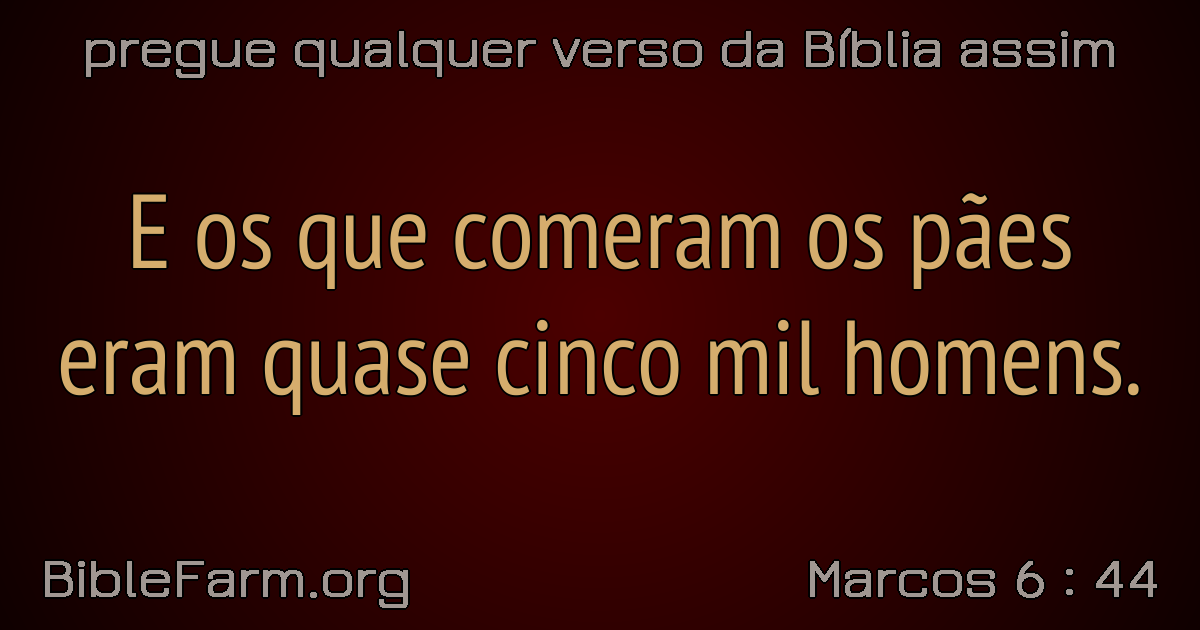 pregue qualquer verso da Bíblia assim
E os que comeram os pães
eram quase cinco mil homens.
BibleFarm.org
Marcos 6 : 44